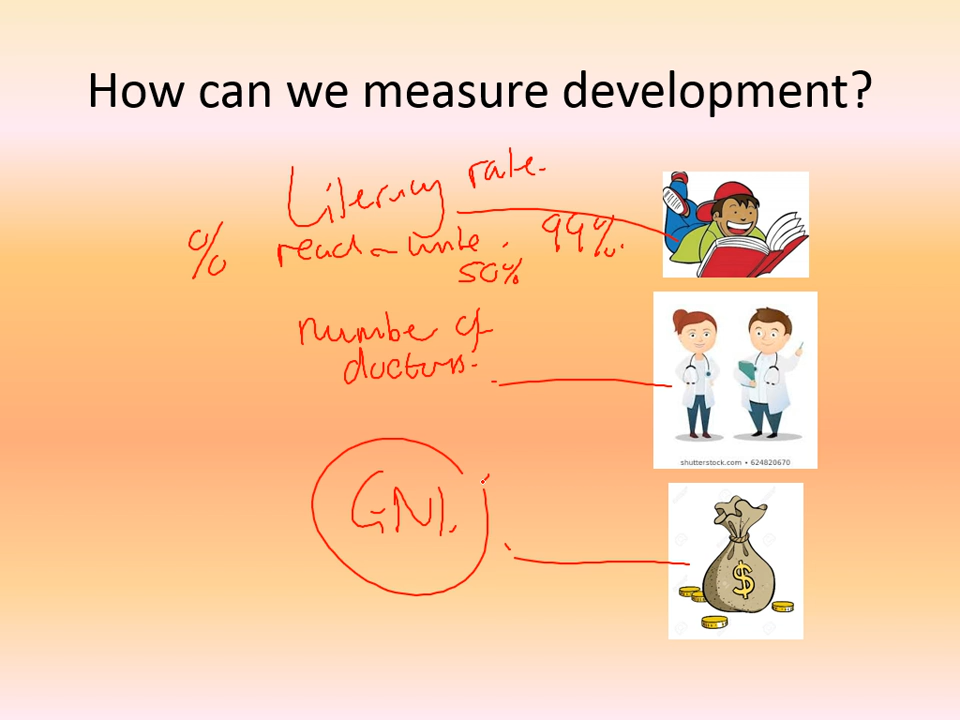 How can we measure development?
Literacy rate.
% read - write . 99%.
50%
number of
doctors.
GNI.
shutterstock.com • 624820670
$